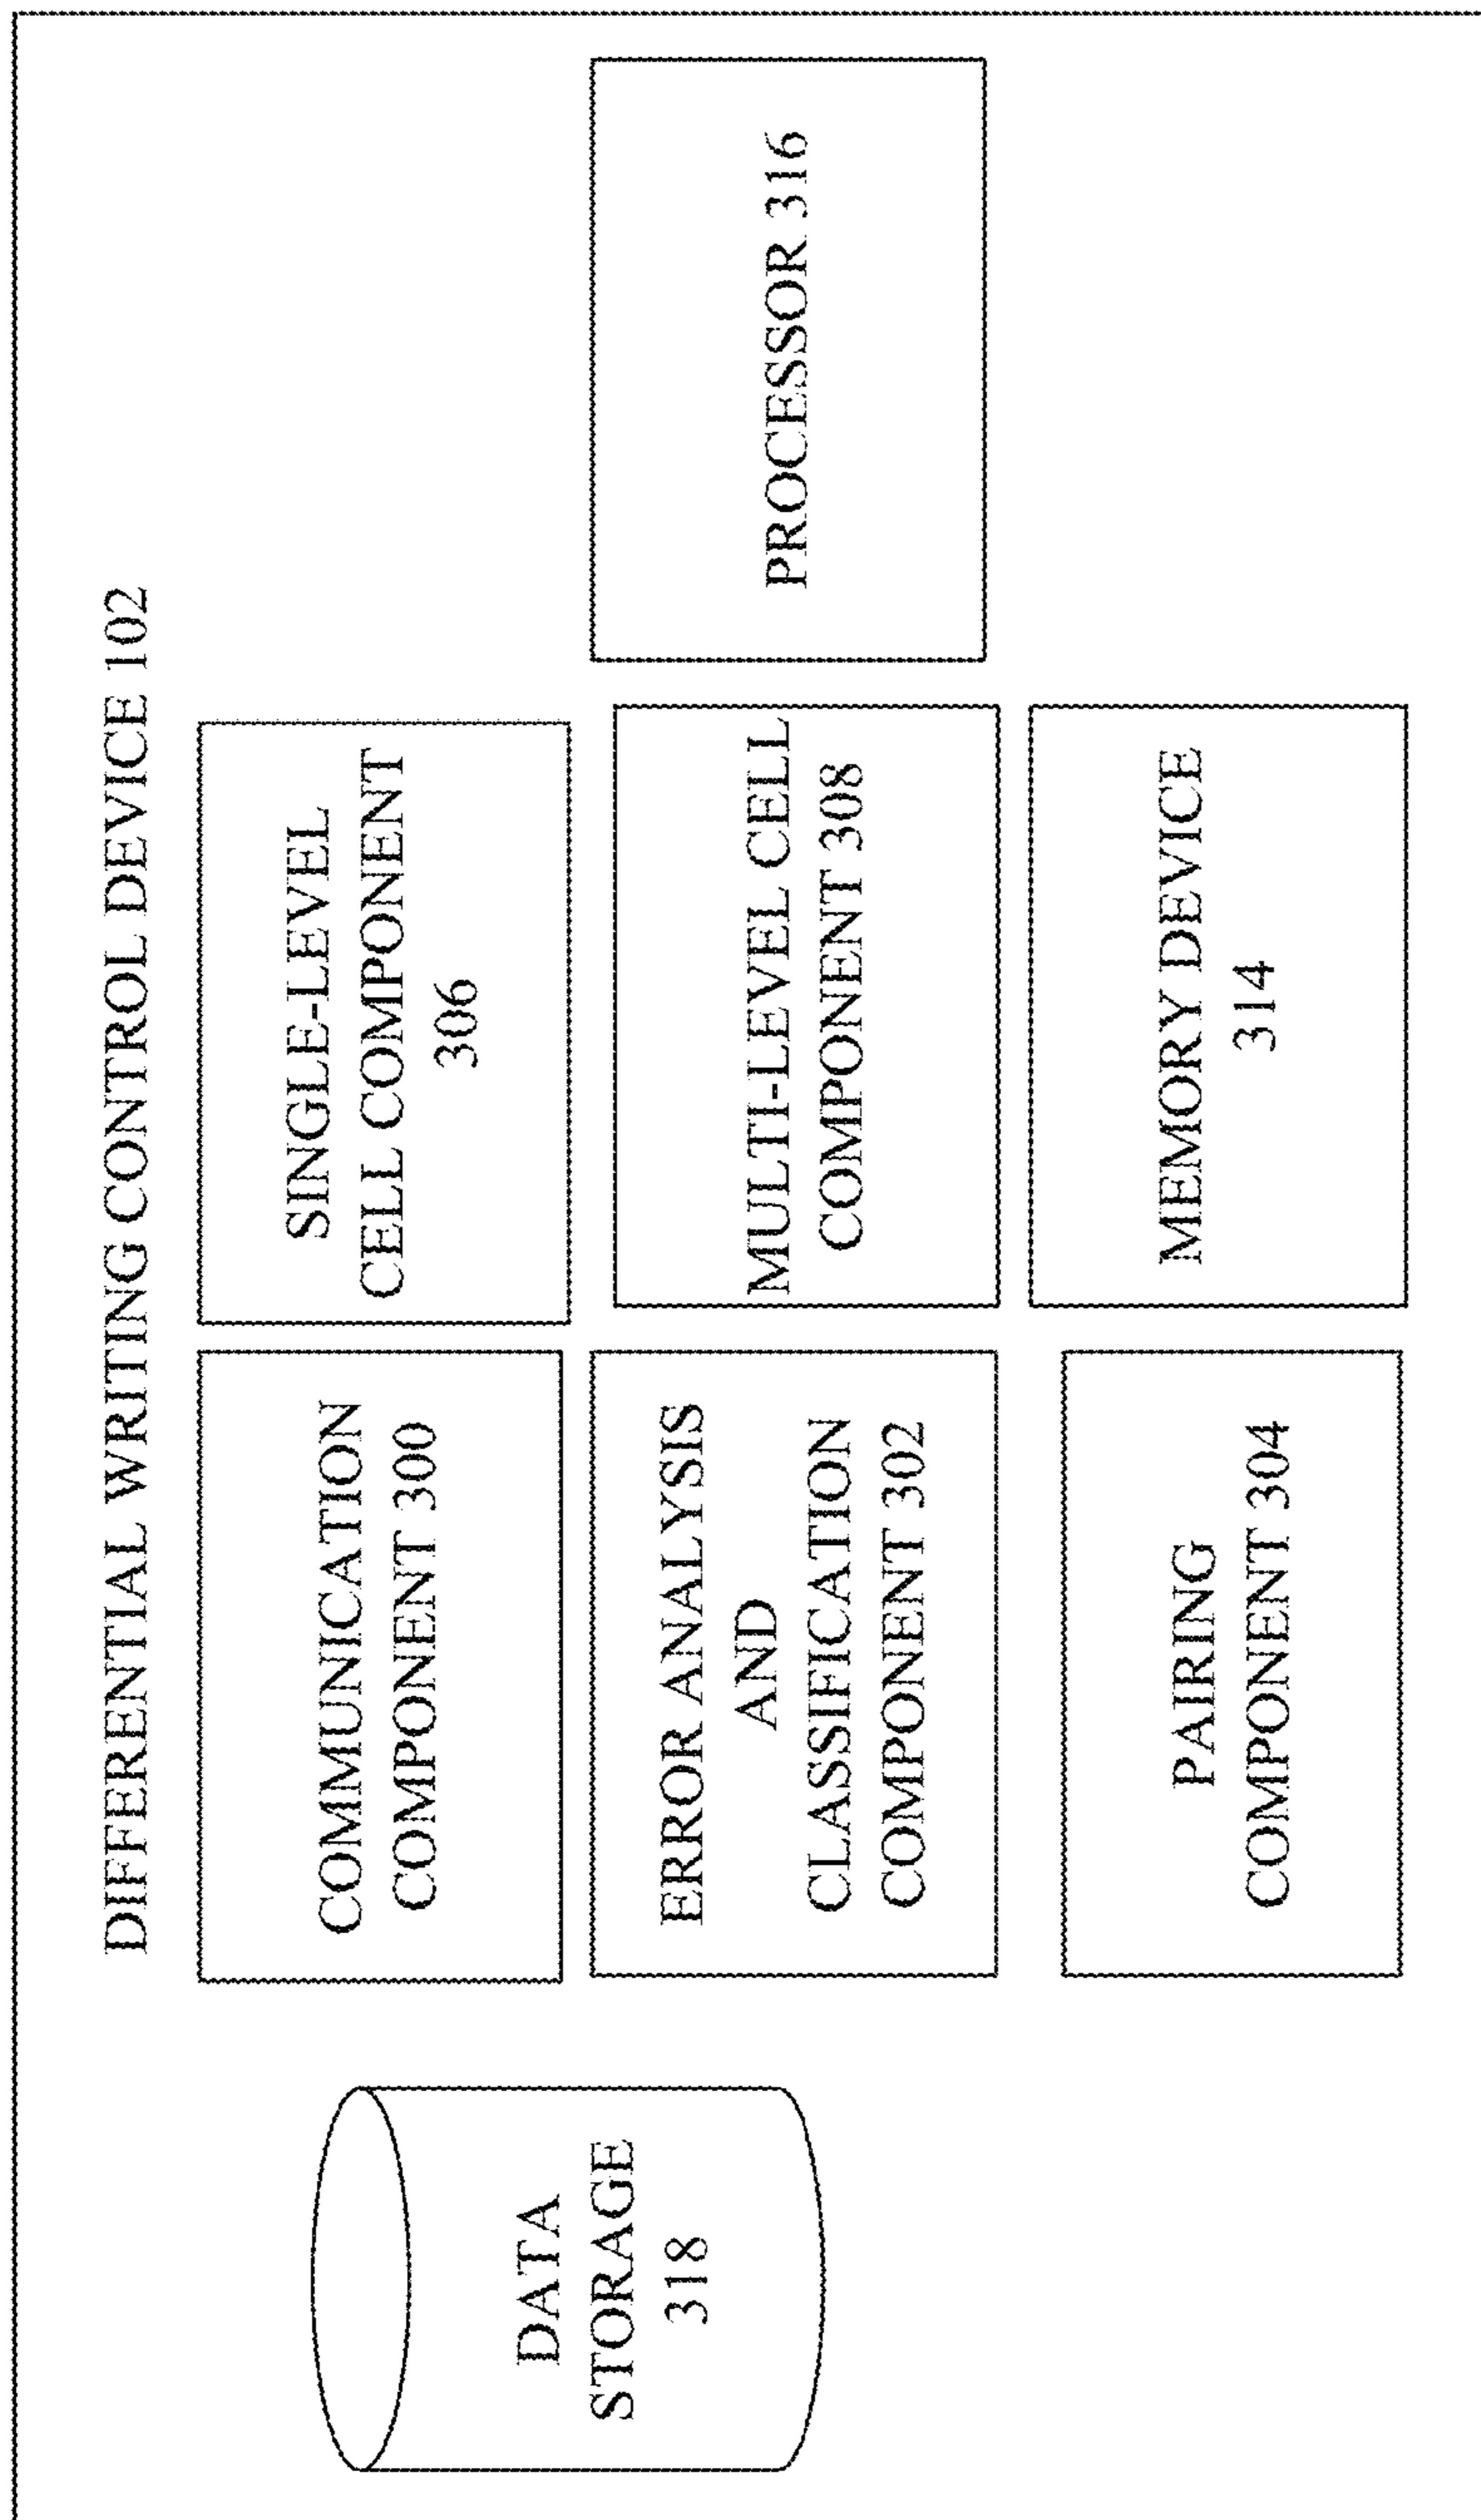 DIFFERENTIAL WRITING CONTROL DEVICE 102
DATA
STORAGE
318
COMMUNICATION
COMPONENT 300
ERROR ANALYSIS
AND
CLASSIFICATION
COMPONENT 302
PAIRING
COMPONENT 304
SINGLE-LEVEL
CELL COMPONENT
306
MULTI-LEVEL CELL
COMPONENT 308
MEMORY DEVICE
314
PROCESSOR 316